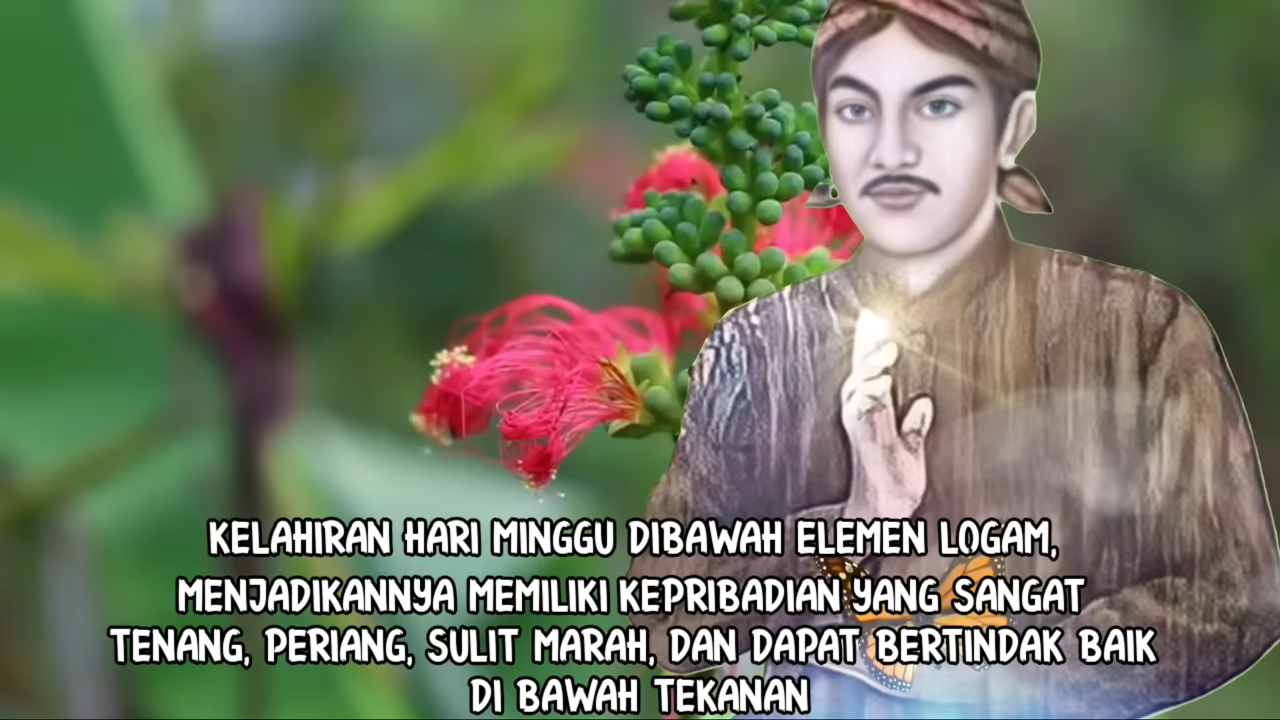 KELAHIRAN HARI MINGGU DIBAWAH ELEMEN LOGAM,
MENJADIKANNYA MEMILIKI KEPRIBADIAN YANG SANGAT
TENANG, PERIANG, SULIT MARAH, DAN DAPAT BERTINDAK BAIK
DI BAWAH TEKANAN